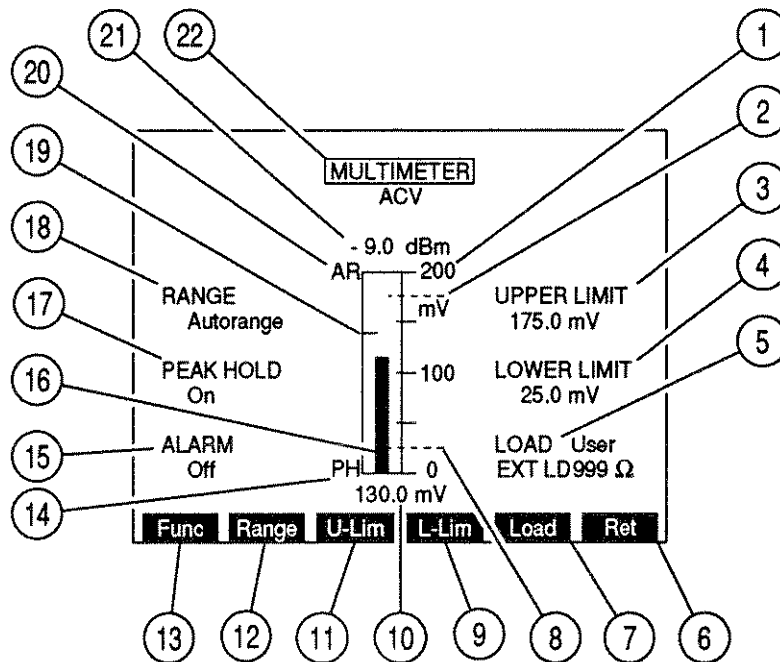 22
21
20
19
18
17
16
15
14
13
12
11
10
9
8
7
6
5
4
3
2
1
MULTIMETER
ACV
- 9.0 dBm
AR
200
mV
100
0
PH
130.0 mV
RANGE
Autorange
PEAK HOLD
On
ALARM
Off
UPPER LIMIT
175.0 mV
LOWER LIMIT
25.0 mV
LOAD User
EXT LD999 Ω
Func Range U-Lim L-Lim Load Ret